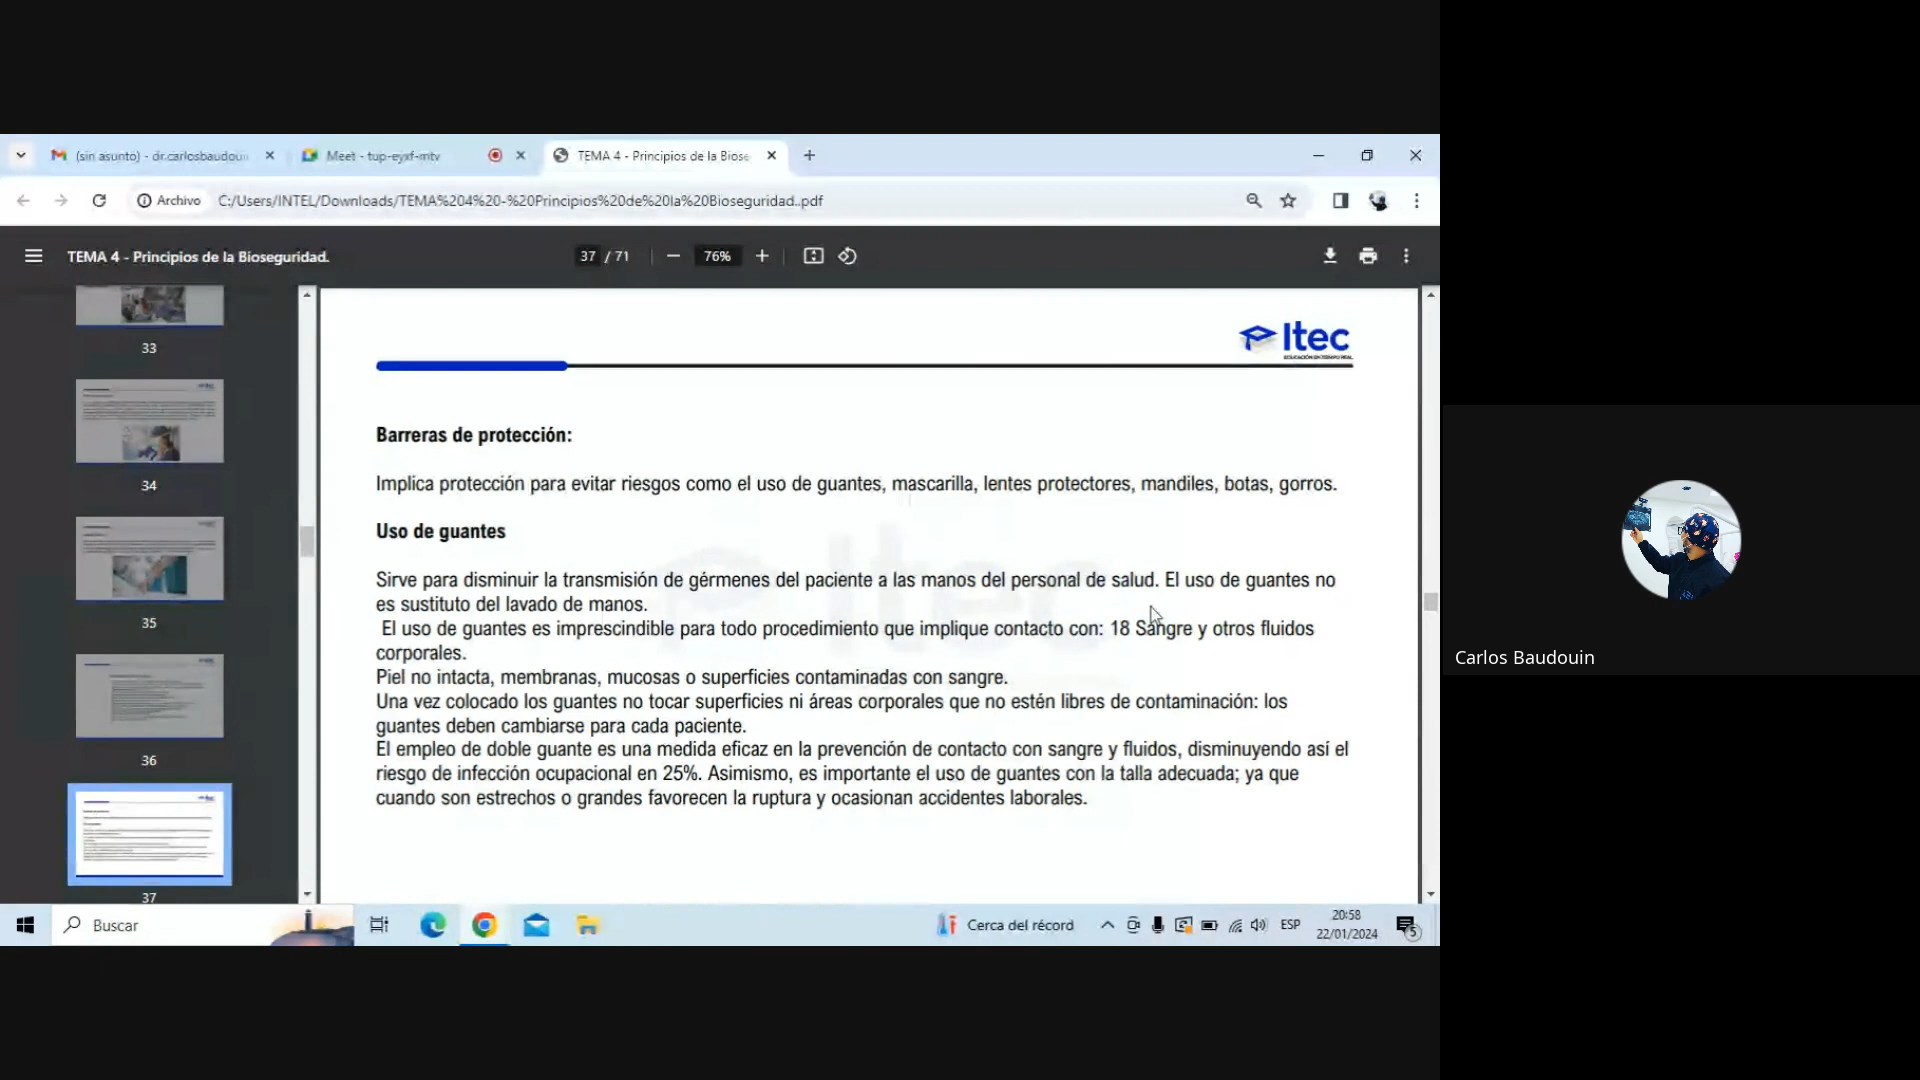 (sin asunto) - dr.carlosbaudoui
Meet - tup-eyxf-mtv
TEMA 4 - Principios de la Biose
Archivo
C:/Users/INTEL/Downloads/TEMA%204%20-%20Principios%20de%20la%20Bioseguridad..pdf
TEMA 4 - Principios de la Bioseguridad.
37 / 71
76%
33
34
35
36
37
Itec
EDUCACIÓN EN TIEMPO REAL
Barreras de protección:
Implica protección para evitar riesgos como el uso de guantes, mascarilla, lentes protectores, mandiles, botas, gorros.
Uso de guantes
Sirve para disminuir la transmisión de gérmenes del paciente a las manos del personal de salud. El uso de guantes no
es sustituto del lavado de manos.
El uso de guantes es imprescindible para todo procedimiento que implique contacto con: 18 Sangre y otros fluidos
corporales.
Piel no intacta, membranas, mucosas o superficies contaminadas con sangre.
Una vez colocado los guantes no tocar superficies ni áreas corporales que no estén libres de contaminación: los
guantes deben cambiarse para cada paciente.
El empleo de doble guante es una medida eficaz en la prevención de contacto con sangre y fluidos, disminuyendo así el
riesgo de infección ocupacional en 25%. Asimismo, es importante el uso de guantes con la talla adecuada; ya que
cuando son estrechos o grandes favorecen la ruptura y ocasionan accidentes laborales.
Itec
Carlos Baudouin
Buscar
Cerca del récord
ESP
20:58
22/01/2024
5